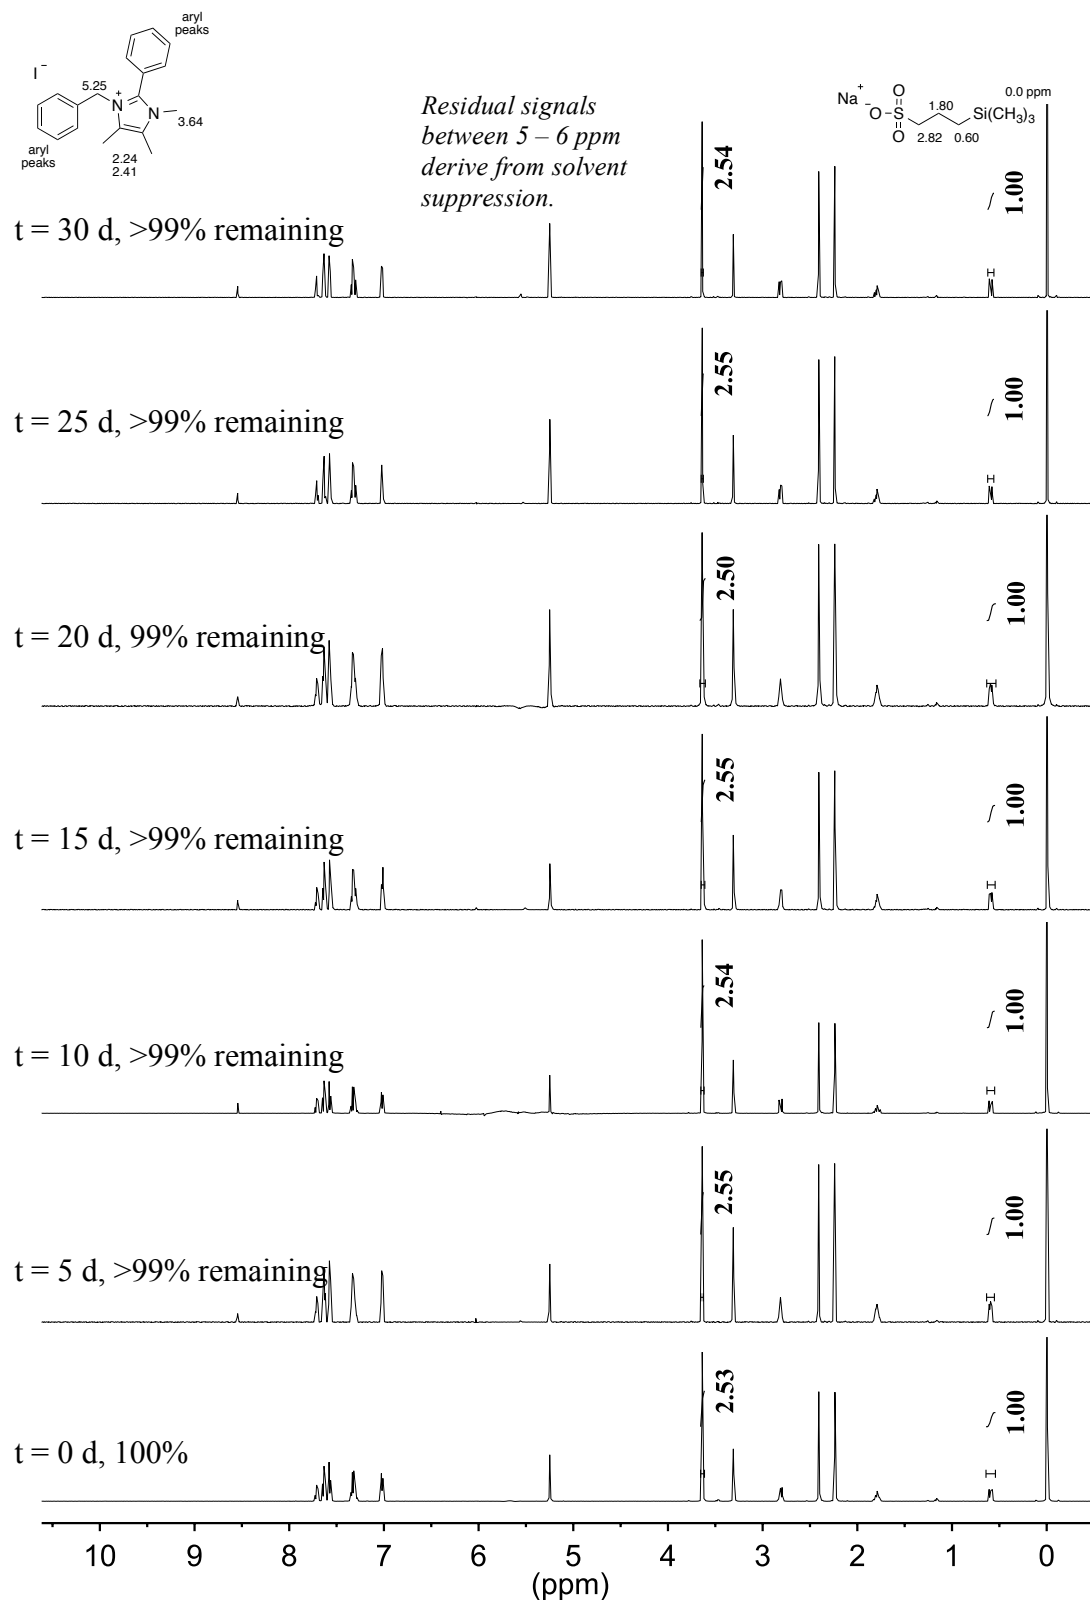 aryl
peaks
I⁻
5.25
N
+
N
3.64
aryl
peaks
2.24
2.41
Residual signals
between 5 – 6 ppm
derive from solvent
suppression.
Na⁺
⁻O
O
S
O
1.80
2.82
0.60
Si(CH₃)₃
0.0 ppm
t = 30 d, >99% remaining
2.54
1.00
t = 25 d, >99% remaining
2.55
1.00
t = 20 d, 99% remaining
2.50
1.00
t = 15 d, >99% remaining
2.55
1.00
t = 10 d, >99% remaining
2.54
1.00
t = 5 d, >99% remaining
2.55
1.00
t = 0 d, 100%
2.53
1.00
10 9 8 7 6 5 4 3 2 1 0
(ppm)